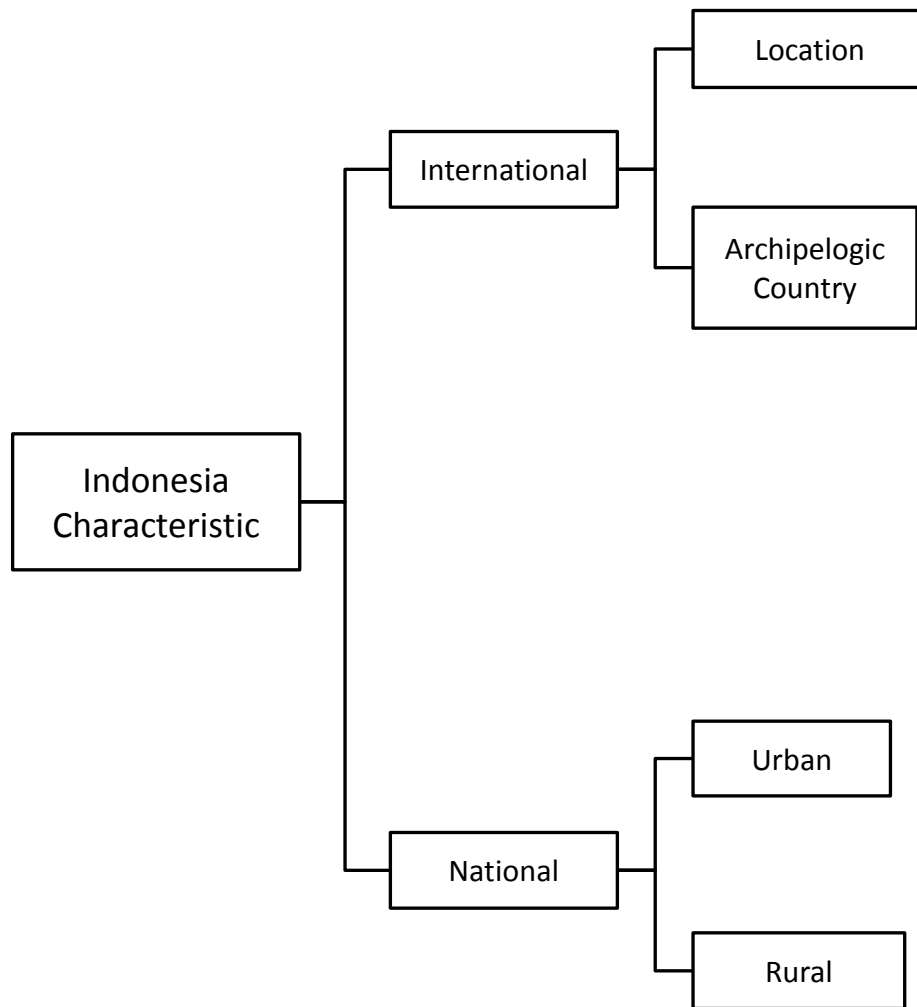 Location
International
Archipelogic
Country
Indonesia
Characteristic
Urban
National
Rural